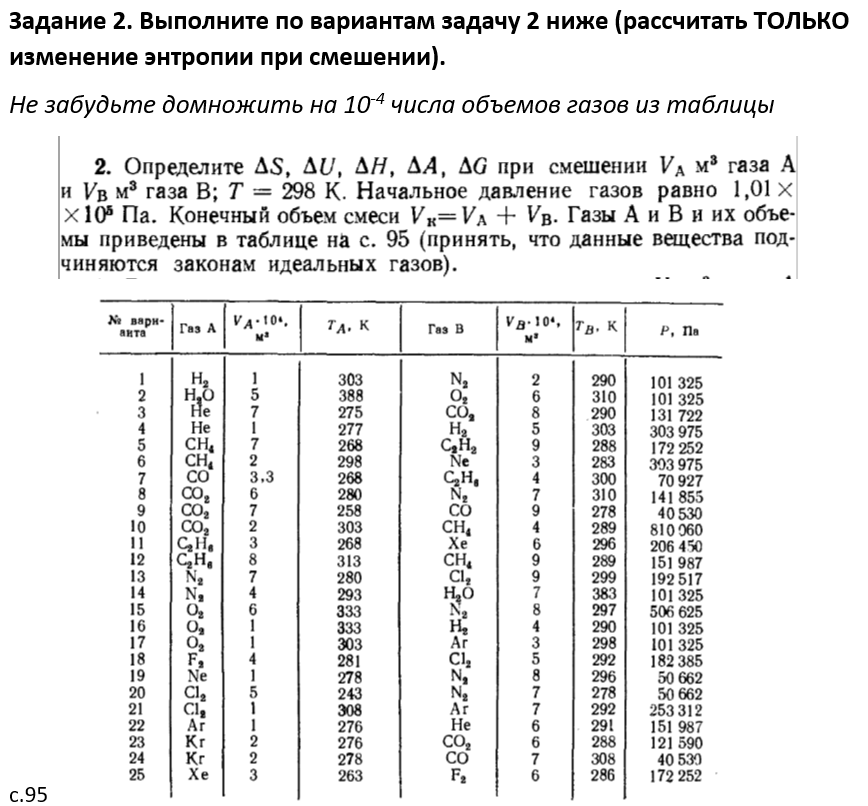 Задание 2. Выполните по вариантам задачу 2 ниже (рассчитать ТОЛЬКО
изменение энтропии при смешении).
Не забудьте домножить на 10⁻⁴ числа объемов газов из таблицы
2. Определите ΔS, ΔU, ΔH, ΔA, ΔG при смешении V_A м³ газа А
и V_B м³ газа В; T = 298 К. Начальное давление газов равно 1,01×
×10⁵ Па. Конечный объем смеси V_к=V_A + V_B. Газы А и В и их объе-
мы приведены в таблице на с. 95 (принять, что данные вещества под-
чиняются законам идеальных газов).
№ вари-анта Газ А V_A·10⁴, м³ T_A, К Газ В V_B·10⁴, м³ T_B, К P, Па
1 H₂ 1 303 N₂ 2 290 101 325
2 H₂O 5 388 O₂ 6 310 101 325
3 He 7 275 CO₂ 8 290 131 722
4 He 1 277 H₂ 5 303 303 975
5 CH₄ 7 268 C₂H₂ 9 288 172 252
6 CH₄ 2 298 Ne 3 283 303 975
7 CO 3,3 268 C₂H₆ 4 300 70 927
8 CO₂ 6 280 N₂ 7 310 141 855
9 CO₂ 7 258 CO 9 278 40 530
10 CO₂ 2 303 CH₄ 4 289 810 060
11 C₂H₆ 3 268 Xe 6 296 206 450
12 C₂H₆ 8 313 CH₄ 9 289 151 987
13 N₂ 7 280 Cl₂ 9 299 192 517
14 N₂ 4 293 H₂O 7 383 101 325
15 O₂ 6 333 N₂ 8 297 506 625
16 O₂ 1 333 H₂ 4 290 101 325
17 O₂ 1 303 Ar 3 298 101 325
18 F₂ 4 281 Cl₂ 5 292 182 385
19 Ne 1 278 N₂ 8 296 50 662
20 Cl₂ 5 243 N₂ 7 278 50 662
21 Cl₂ 1 308 Ar 7 292 253 312
22 Ar 1 276 He 6 291 151 987
23 Kr 2 276 CO₂ 6 288 121 590
24 Kr 2 278 CO 7 308 40 530
25 Xe 3 263 F₂ 6 286 172 252
с.95